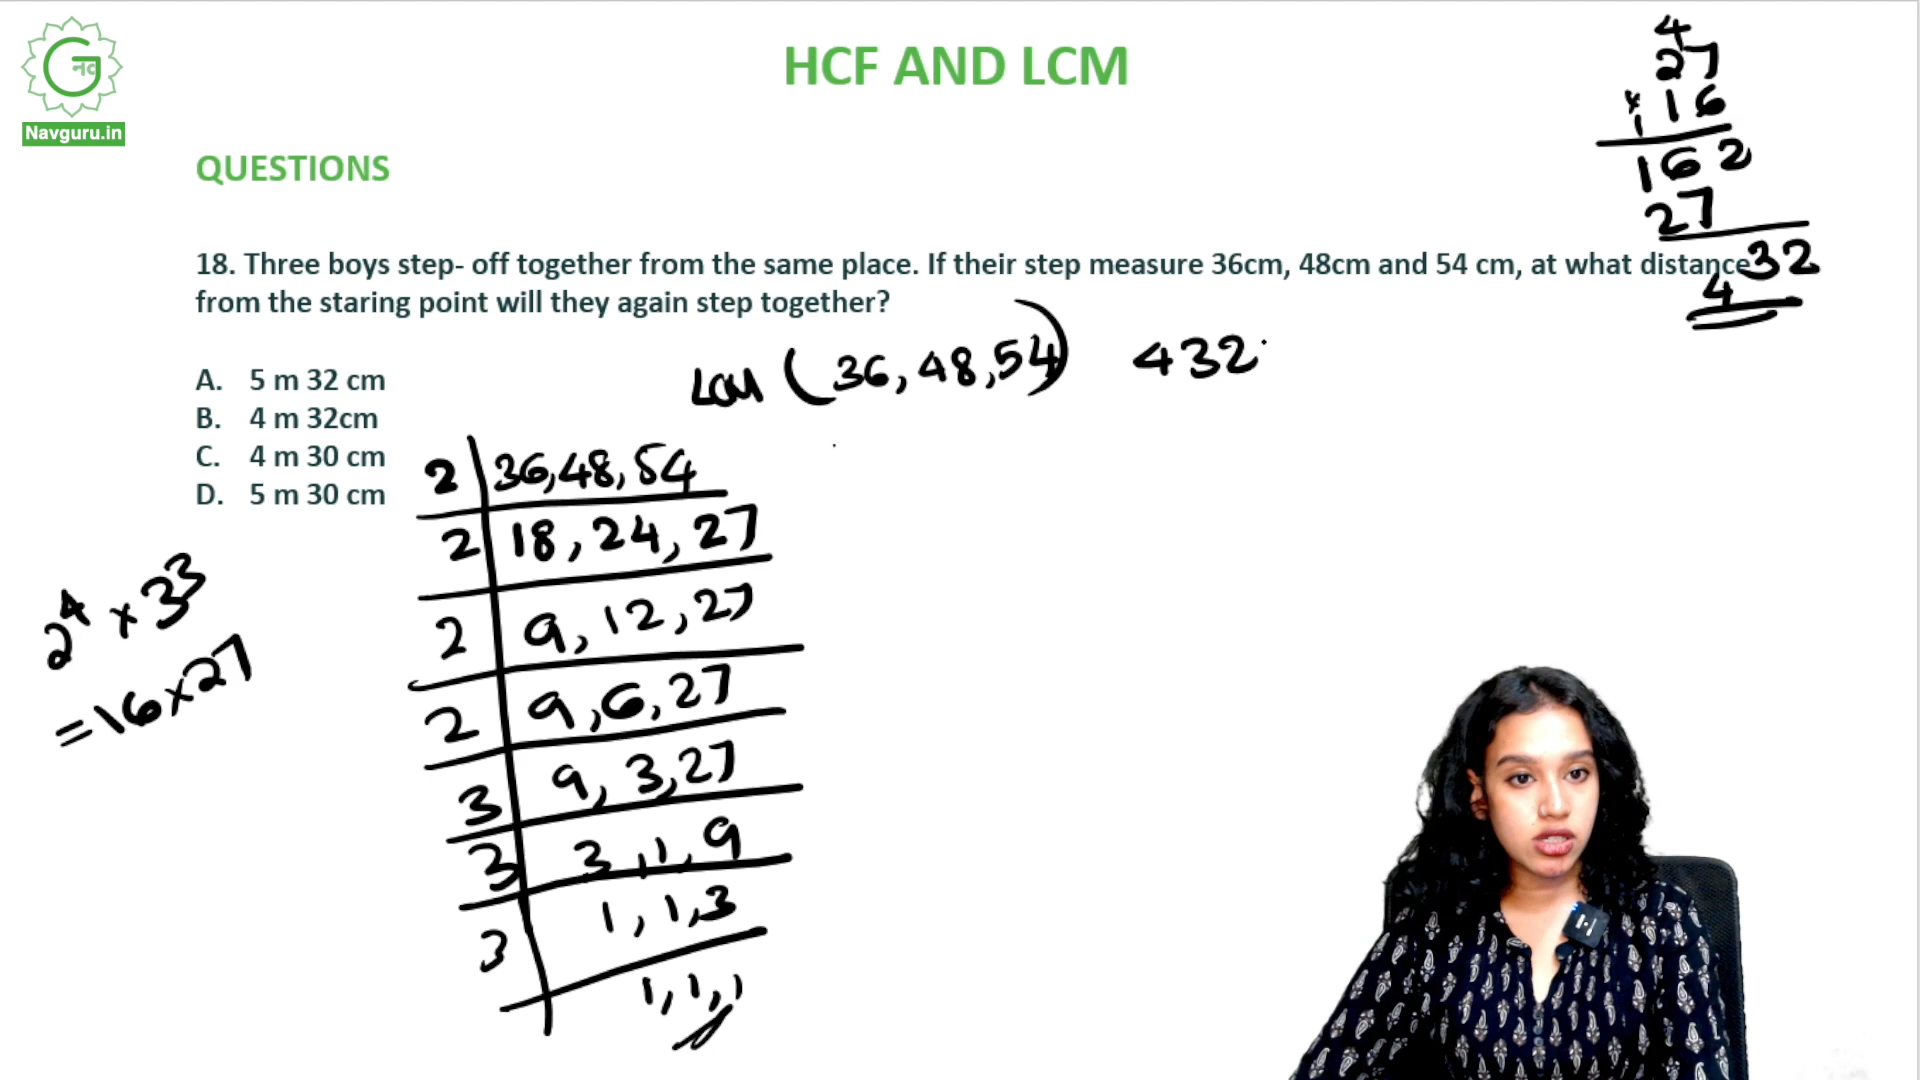 नव
Navguru.in
HCF AND LCM
QUESTIONS
18. Three boys step- off together from the same place. If their step measure 36cm, 48cm and 54 cm, at what distance
from the staring point will they again step together?
A. 5 m 32 cm
B. 4 m 32cm
C. 4 m 30 cm
D. 5 m 30 cm
4
27
× 16
1
162
27
432
LCM (36, 48, 54) 432
2 36, 48, 54
2 18, 24, 27
2 9, 12, 27
2 9, 6, 27
3 9, 3, 27
3 3, 1, 9
3 1, 1, 3
1, 1, 1
2⁴ × 3³
= 16 × 27